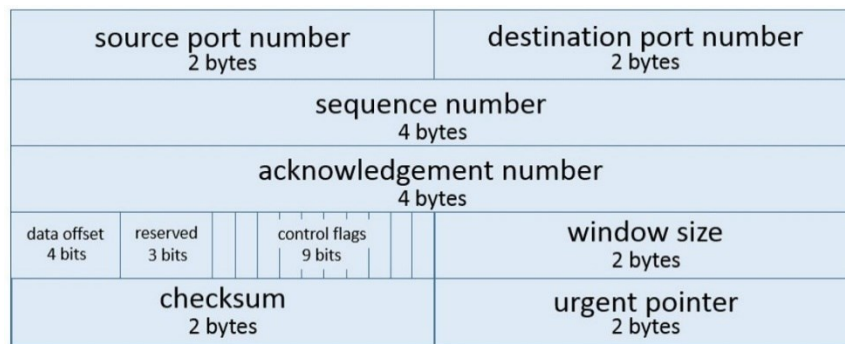 source port number
2 bytes
destination port number
2 bytes
sequence number
4 bytes
acknowledgement number
4 bytes
data offset
4 bits
reserved
3 bits
control flags
9 bits
window size
2 bytes
checksum
2 bytes
urgent pointer
2 bytes